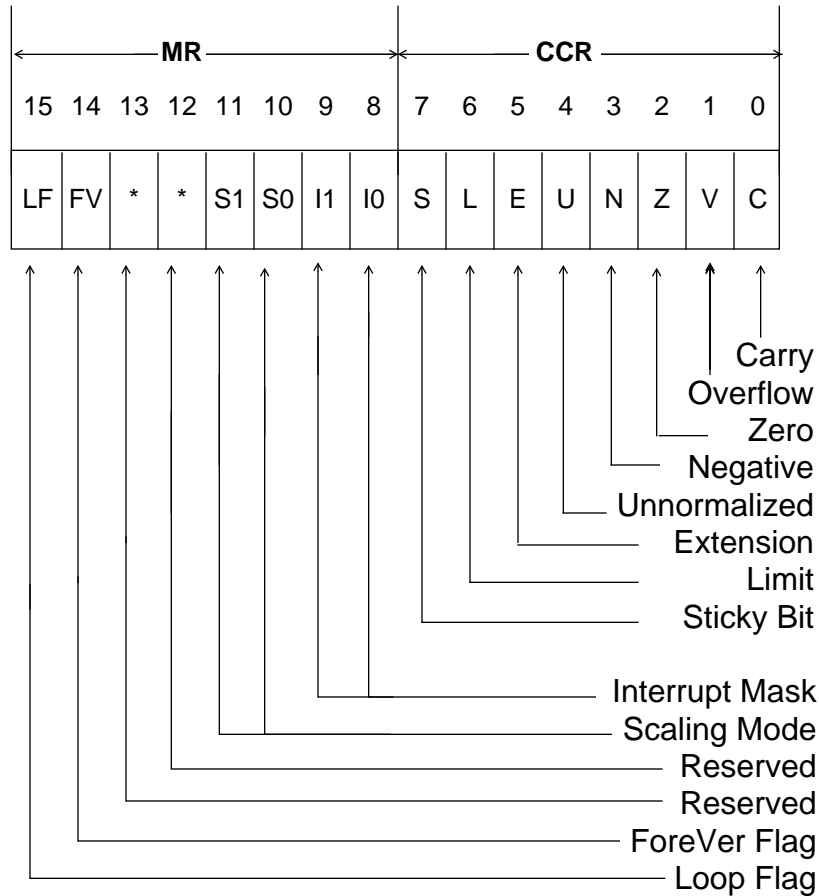 MR CCR
15 14 13 12 11 10 9 8 7 6 5 4 3 2 1 0
LF FV * * S1 S0 I1 I0 S L E U N Z V C
Carry
Overflow
Zero
Negative
Unnormalized
Extension
Limit
Sticky Bit
Interrupt Mask
Scaling Mode
Reserved
Reserved
ForeVer Flag
Loop Flag